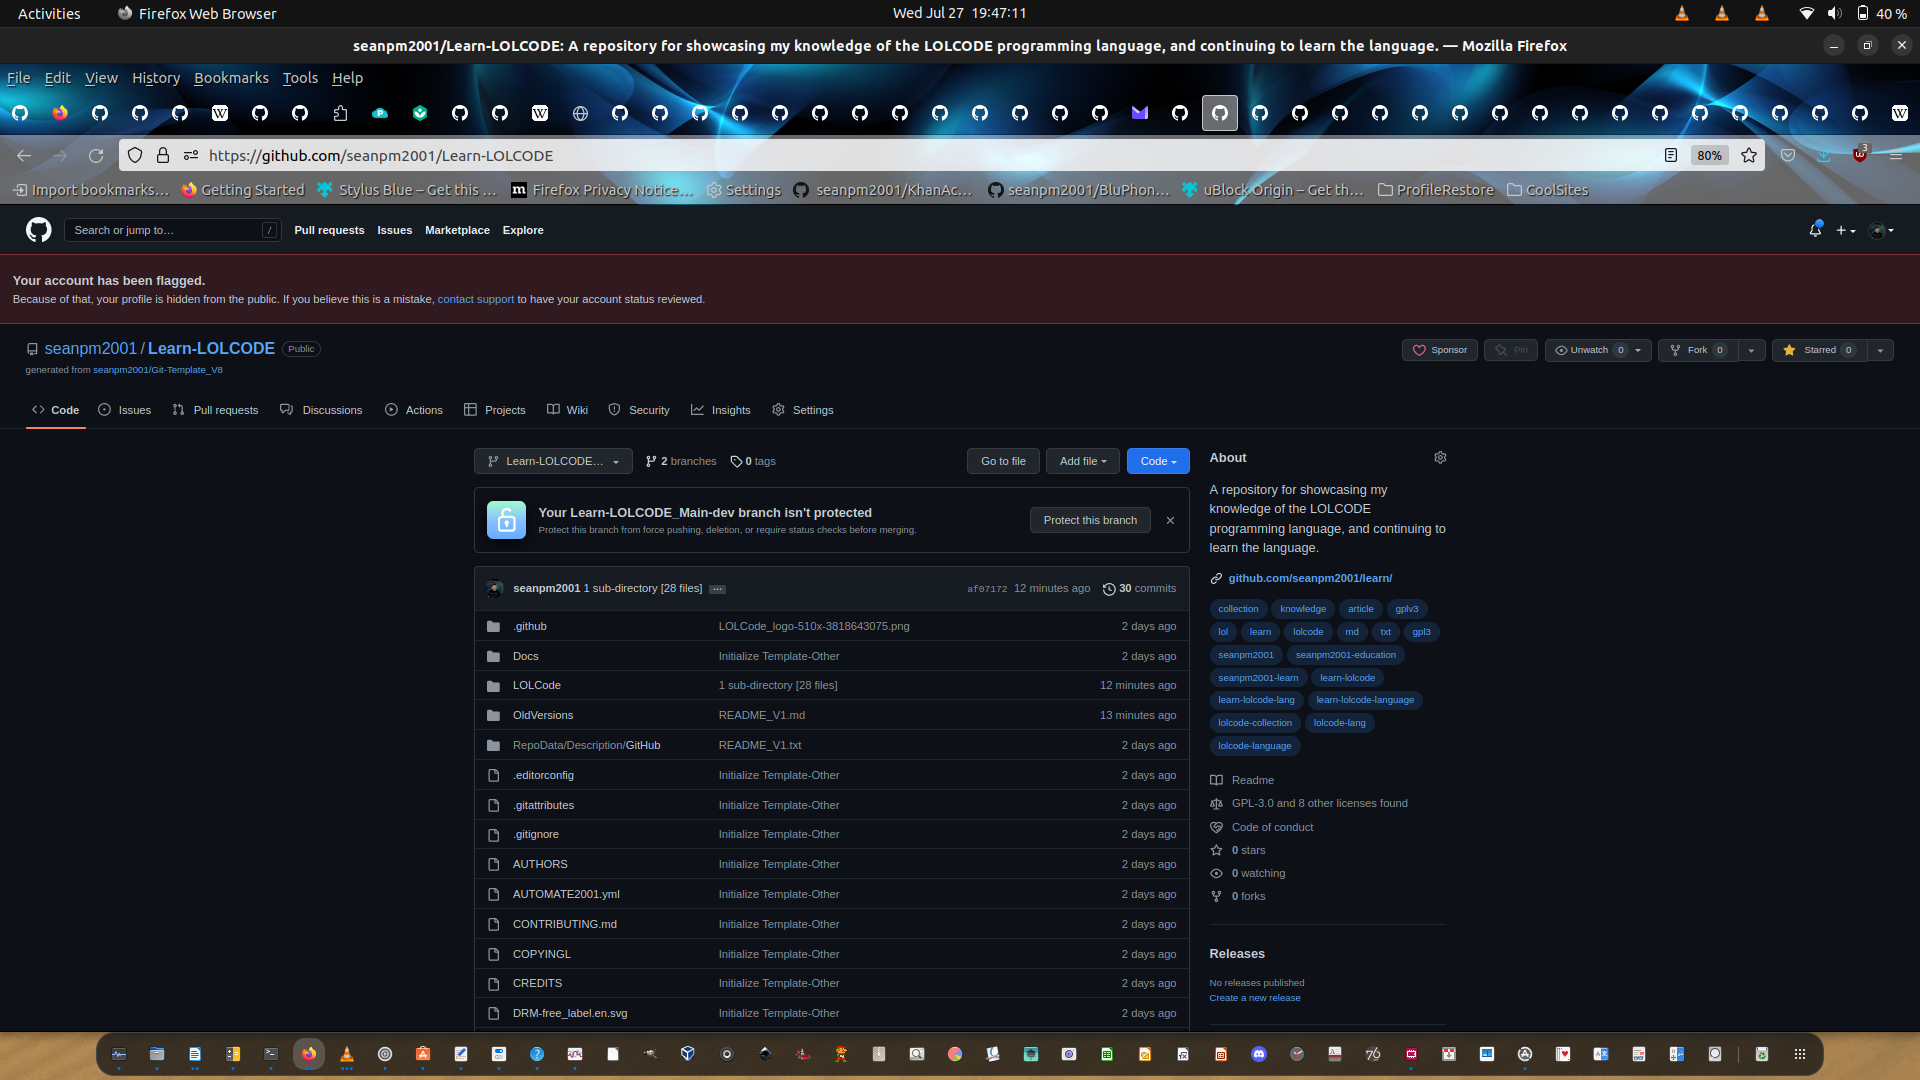 Activities Firefox Web Browser Wed Jul 27 19:47:11 40 %
seanpm2001/Learn-LOLCODE: A repository for showcasing my knowledge of the LOLCODE programming language, and continuing to learn the language. — Mozilla Firefox
File Edit View History Bookmarks Tools Help
https://github.com/seanpm2001/Learn-LOLCODE 80% 3
Import bookmarks… Getting Started Stylus Blue – Get this … Firefox Privacy Notice… Settings seanpm2001/KhanAc… seanpm2001/BluPhon… uBlock Origin – Get th… ProfileRestore CoolSites
Search or jump to… / Pull requests Issues Marketplace Explore
Your account has been flagged.
Because of that, your profile is hidden from the public. If you believe this is a mistake, contact support to have your account status reviewed.
seanpm2001 / Learn-LOLCODE Public Sponsor Pin Unwatch 0 Fork 0 Starred 0
generated from seanpm2001/Git-Template_V8
Code Issues Pull requests Discussions Actions Projects Wiki Security Insights Settings
Learn-LOLCODE… 2 branches 0 tags Go to file Add file Code
Your Learn-LOLCODE_Main-dev branch isn't protected
Protect this branch from force pushing, deletion, or require status checks before merging.
Protect this branch
seanpm2001 1 sub-directory [28 files] … af07172 12 minutes ago 30 commits
.github LOLCode_logo-510x-3818643075.png 2 days ago
Docs Initialize Template-Other 2 days ago
LOLCode 1 sub-directory [28 files] 12 minutes ago
OldVersions README_V1.md 13 minutes ago
RepoData/Description/GitHub README_V1.txt 2 days ago
.editorconfig Initialize Template-Other 2 days ago
.gitattributes Initialize Template-Other 2 days ago
.gitignore Initialize Template-Other 2 days ago
AUTHORS Initialize Template-Other 2 days ago
AUTOMATE2001.yml Initialize Template-Other 2 days ago
CONTRIBUTING.md Initialize Template-Other 2 days ago
COPYINGL Initialize Template-Other 2 days ago
CREDITS Initialize Template-Other 2 days ago
DRM-free_label.en.svg Initialize Template-Other 2 days ago
About
A repository for showcasing my
knowledge of the LOLCODE
programming language, and continuing to
learn the language.
github.com/seanpm2001/learn/
collection knowledge article gplv3
lol learn lolcode md txt gpl3
seanpm2001 seanpm2001-education
seanpm2001-learn learn-lolcode
learn-lolcode-lang learn-lolcode-language
lolcode-collection lolcode-lang
lolcode-language
Readme
GPL-3.0 and 8 other licenses found
Code of conduct
0 stars
0 watching
0 forks
Releases
No releases published
Create a new release